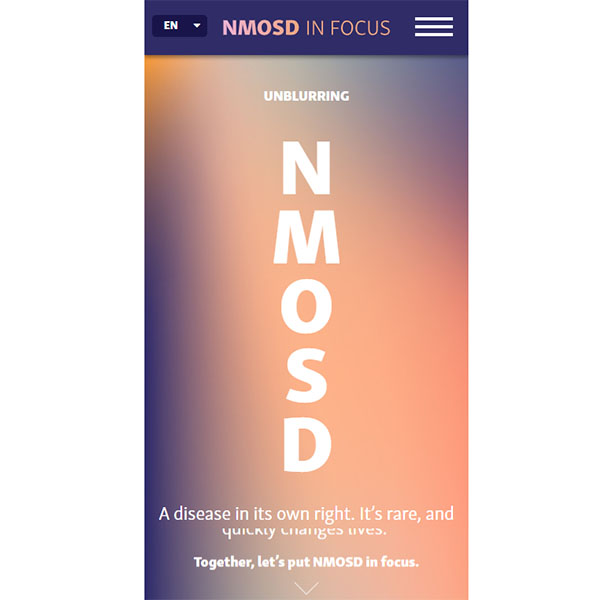 EN
NMOSD IN FOCUS
UNBLURRING
N
M
O
S
D
A disease in its own right. It's rare, and
quickly changes lives.
Together, let's put NMOSD in focus.